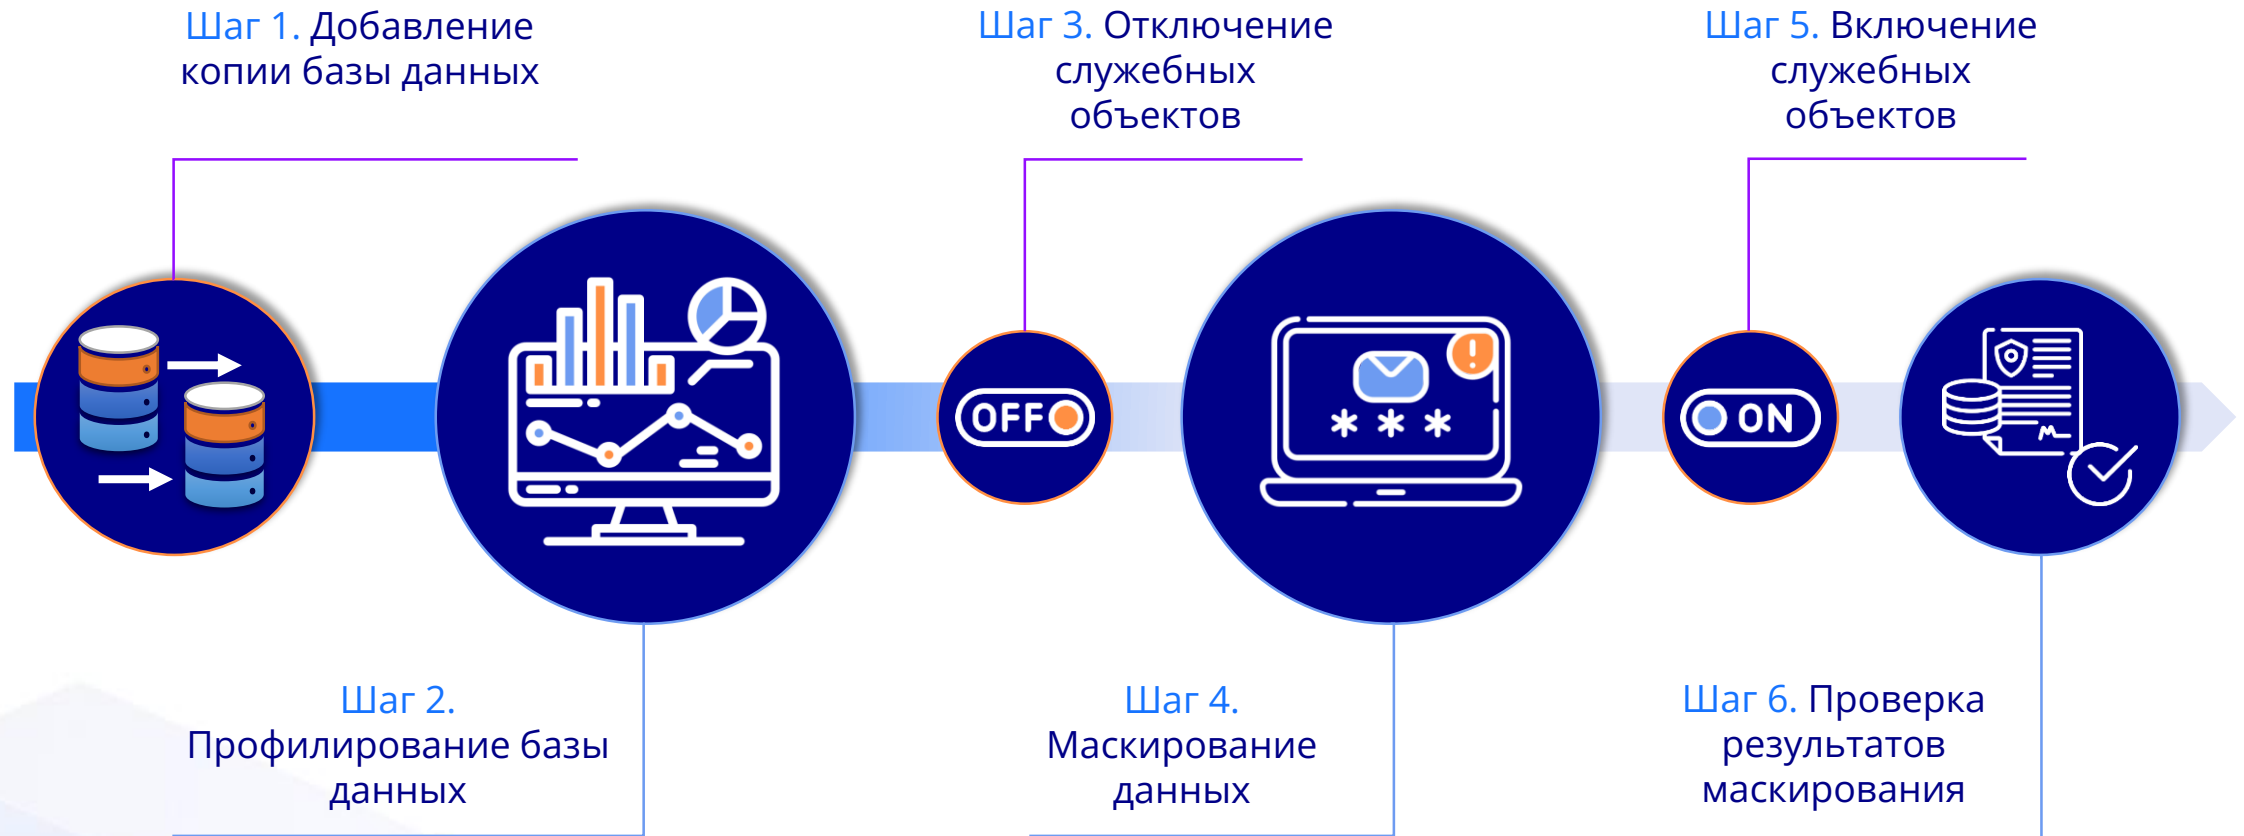 Шаг 1. Добавление
копии базы данных
Шаг 3. Отключение
служебных
объектов
Шаг 5. Включение
служебных
объектов
OFF
* * *
ON
Шаг 2.
Профилирование базы
данных
Шаг 4.
Маскирование
данных
Шаг 6. Проверка
результатов
маскирования